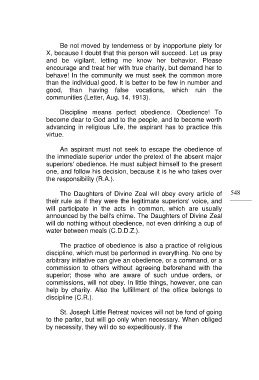 Be not moved by tenderness or by inopportune piety for
X, because I doubt that this person will succeed. Let us pray
and be vigilant, letting me know her behavior. Please
encourage and treat her with true charity, but demand her to
behave! In the community we must seek the common more
than the individual good. It is better to be few in number and
good, than having false vocations, which ruin the
communities (Letter, Aug. 14, 1913).
Discipline means perfect obedience. Obedience! To
become dear to God and to the people, and to become worth
advancing in religious Life, the aspirant has to practice this
virtue.
An aspirant must not seek to escape the obedience of
the immediate superior under the pretext of the absent major
superiors' obedience. He must subject himself to the present
one, and follow his decision, because it is he who takes over
the responsibility (R.A.).
The Daughters of Divine Zeal will obey every article of
their rule as if they were the legitimate superiors' voice, and
will participate in the acts in common, which are usually
announced by the bell's chime. The Daughters of Divine Zeal
will do nothing without obedience, not even drinking a cup of
water between meals (C.D.D.Z.).
548
The practice of obedience is also a practice of religious
discipline, which must be performed in everything. No one by
arbitrary initiative can give an obedience, or a command, or a
commission to others without agreeing beforehand with the
superior; those who are aware of such undue orders, or
commissions, will not obey. In little things, however, one can
help by charity. Also the fulfillment of the office belongs to
discipline (C.R.).
St. Joseph Little Retreat novices will not be fond of going
to the parlor, but will go only when necessary. When obliged
by necessity, they will do so expeditiously. If the